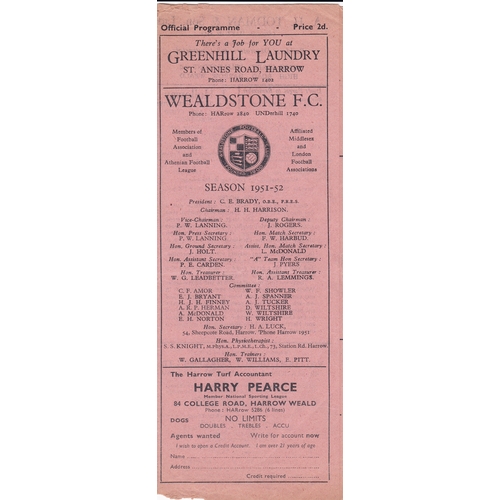 Official Programme - - Price 2d.
There's a Job for YOU at
GREENHILL LAUNDRY
ST. ANNES ROAD, HARROW
Phone: HARROW 1402
WEALDSTONE F.C.
Phone: HARrow 2840 UNDerhill 1740
Members of Football Association and Athenian Football League
Affiliated Middlesex and London Football Associations
SEASON 1951-52
President: C. E. BRADY, O.B.E.,
Chairman: H. H. HARRISON.
Vice-Chairman: Deputy Chairman:
P. W. LANNING. J. ROGERS.
Hon. Press Secretary: Hon. Match Secretary:
F. W. LANNING. F. W. HARBUD.
Hon. Ground Secretary: Assist. Hon. Match Secretary:
J. HOLT. L. McDONALD
Hon. Assistant Secretary: "A" Team Hon Secretary:
P. E. CARDEN. J. PYERS
Hon. Treasurer: Hon. Assistant Treasurer:
W. G. LEADBETTER. R. A. LEMMINGS.
Committee:
C. F. AMOR W. F. SHOWLER
E. J. BRYANT A. J. SPANNER
H. J. H. PINNEY A. J. TUCKER
A. R. P. HERMAN D. WILTSHIRE
A. McDONALD W. WILTSHIRE
E. H. NORTON H. WRIGHT
Hon. Secretary: H. A. LUCK,
54, Sherpcote Road, Harrow. 'Phone Harrow 1951
Hon. Physiotherapist:
S. S. KNIGHT, 75, Station Rd. Harrow.
Hon. Trainers:
W. GALLAGHER, W. WILLIAMS, E. PITT.
The Harrow Turf Accountant
HARRY PEARCE
Member National Sporting League
84 COLLEGE ROAD, HARROW WEALD
Phone: HARrow 5286 (6 lines)
DOGS NO LIMITS
DOUBLES . TREBLES . ACCU
Agents wanted Write for account now
I wish to open a Credit Account. I am over 21 years of age.
Name
Address
Credit required